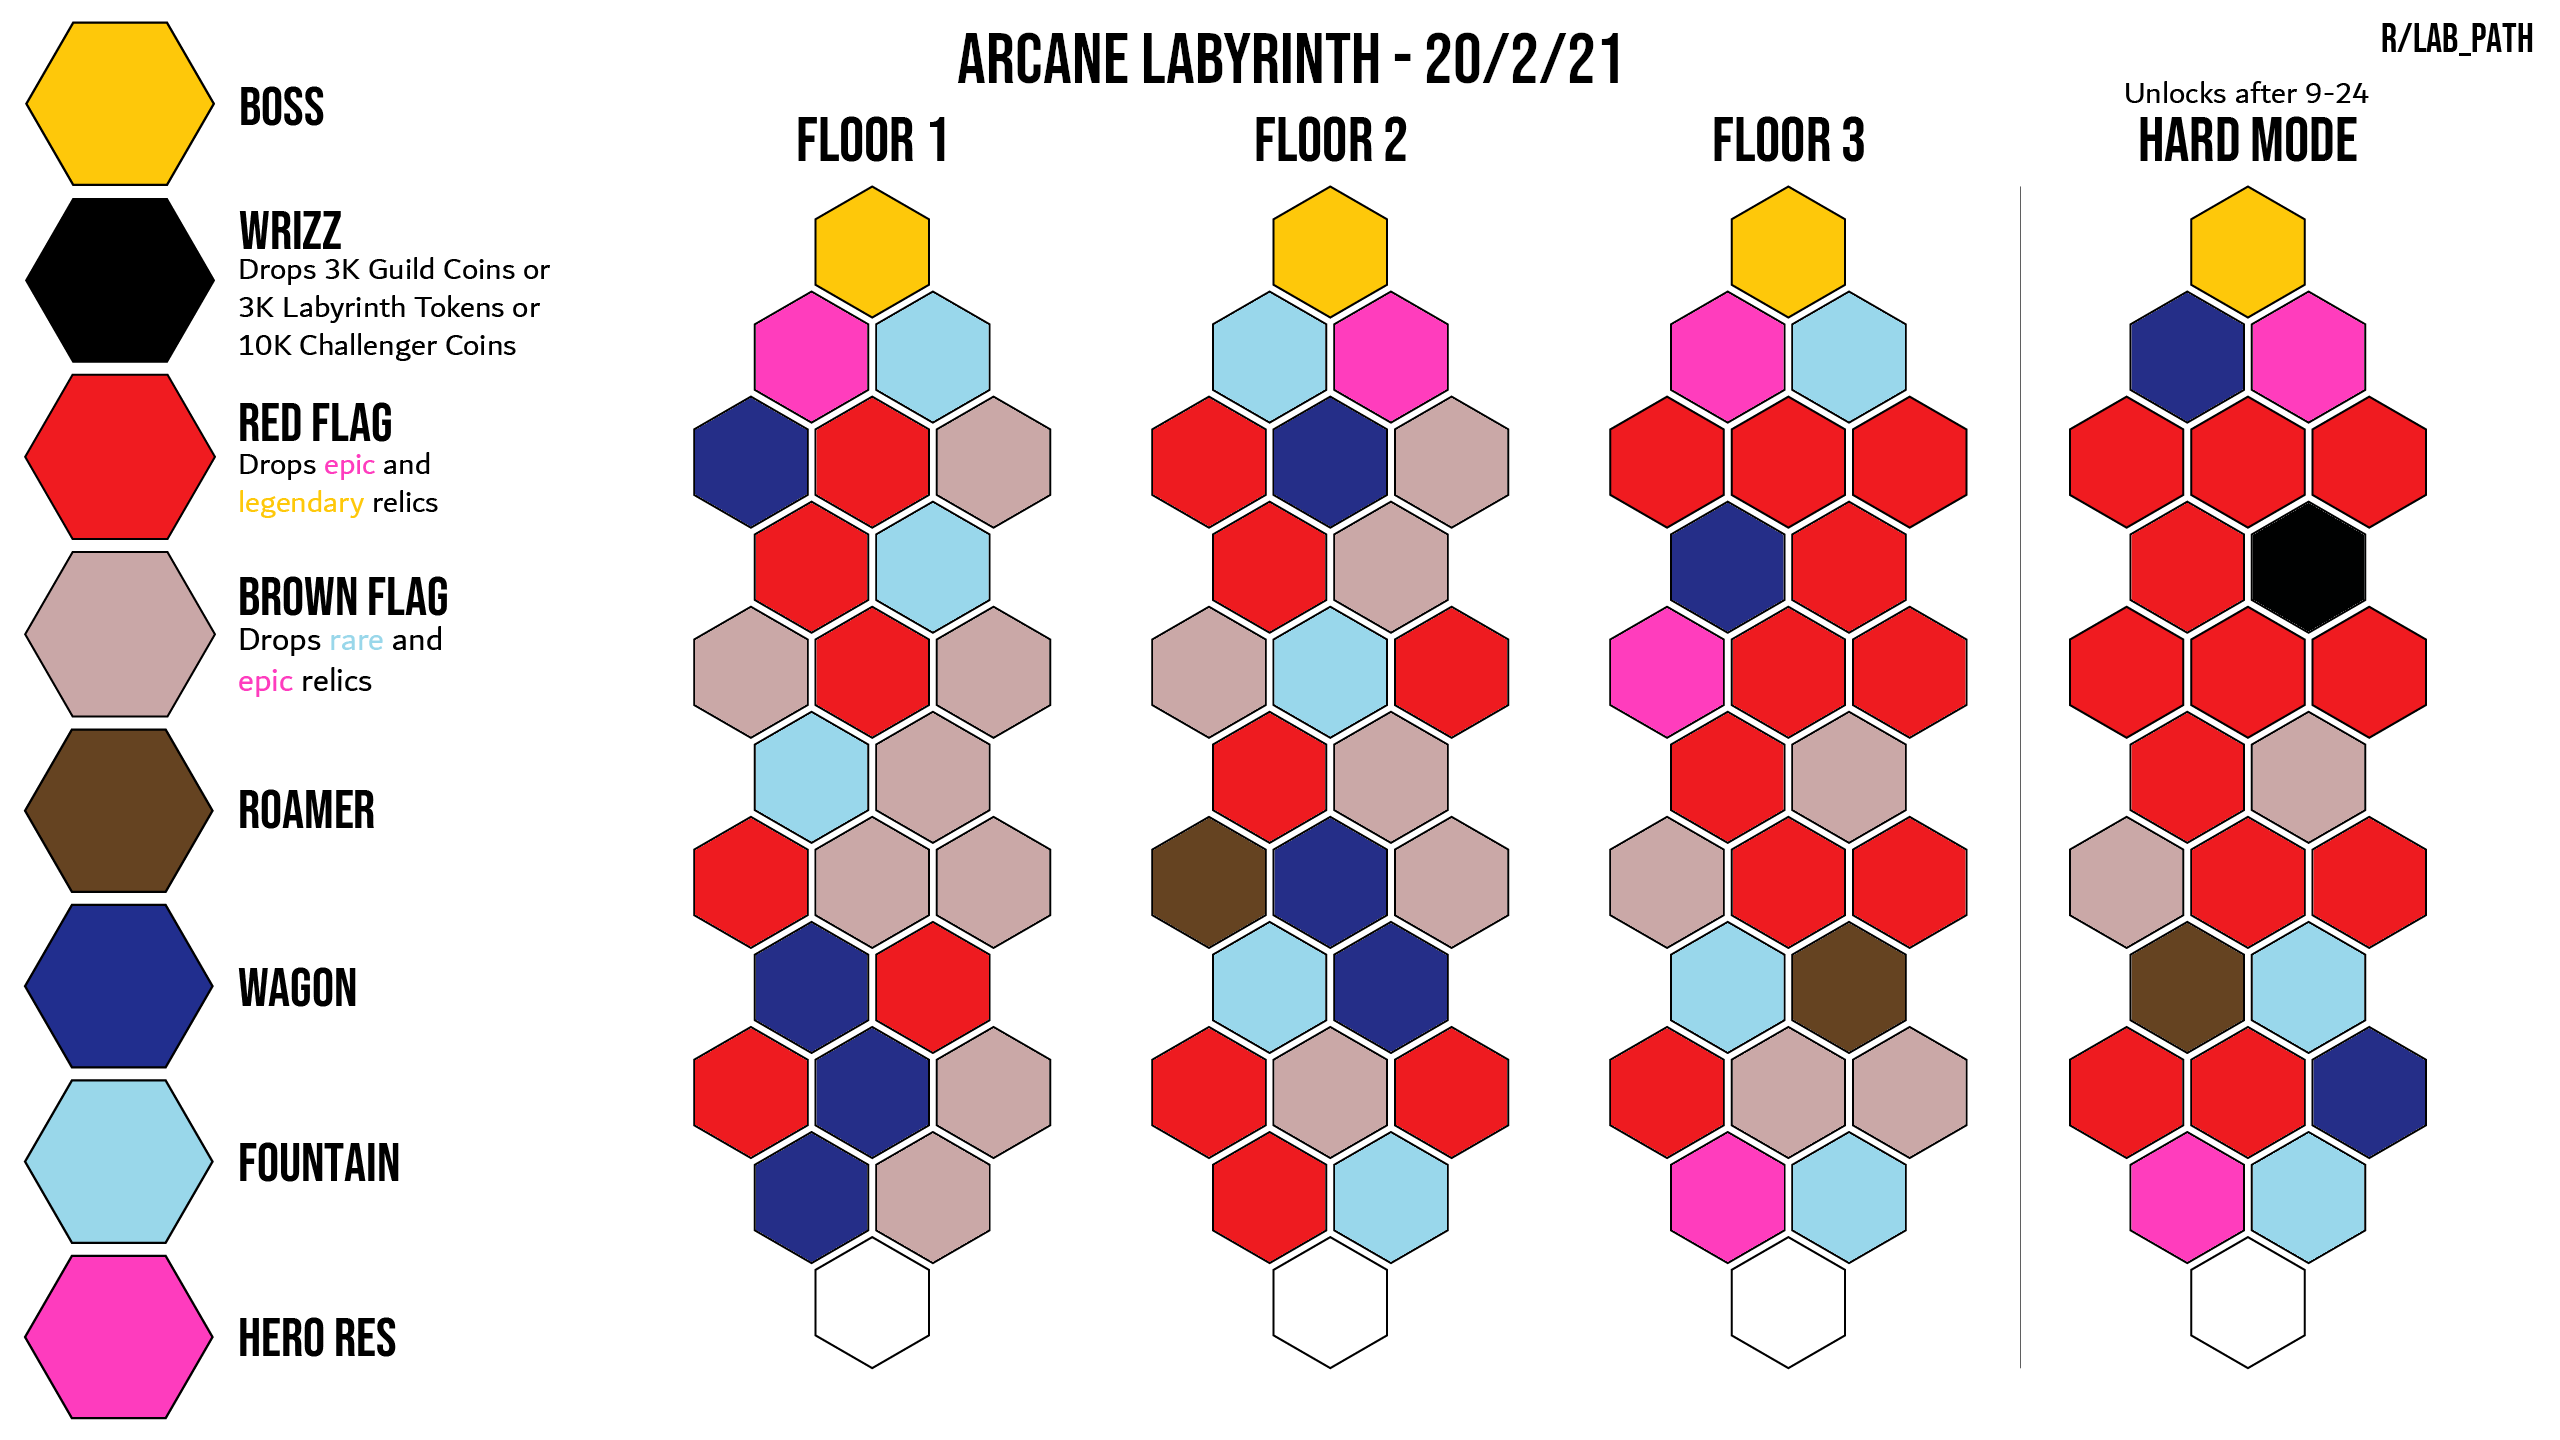 ARCANE LABYRINTH - 20/2/21
R/LAB_PATH
BOSS
WRIZZ
Drops 3K Guild Coins or
3K Labyrinth Tokens or
10K Challenger Coins
RED FLAG
Drops epic and
legendary relics
BROWN FLAG
Drops rare and
epic relics
ROAMER
WAGON
FOUNTAIN
HERO RES
FLOOR 1
FLOOR 2
FLOOR 3
Unlocks after 9-24
HARD MODE